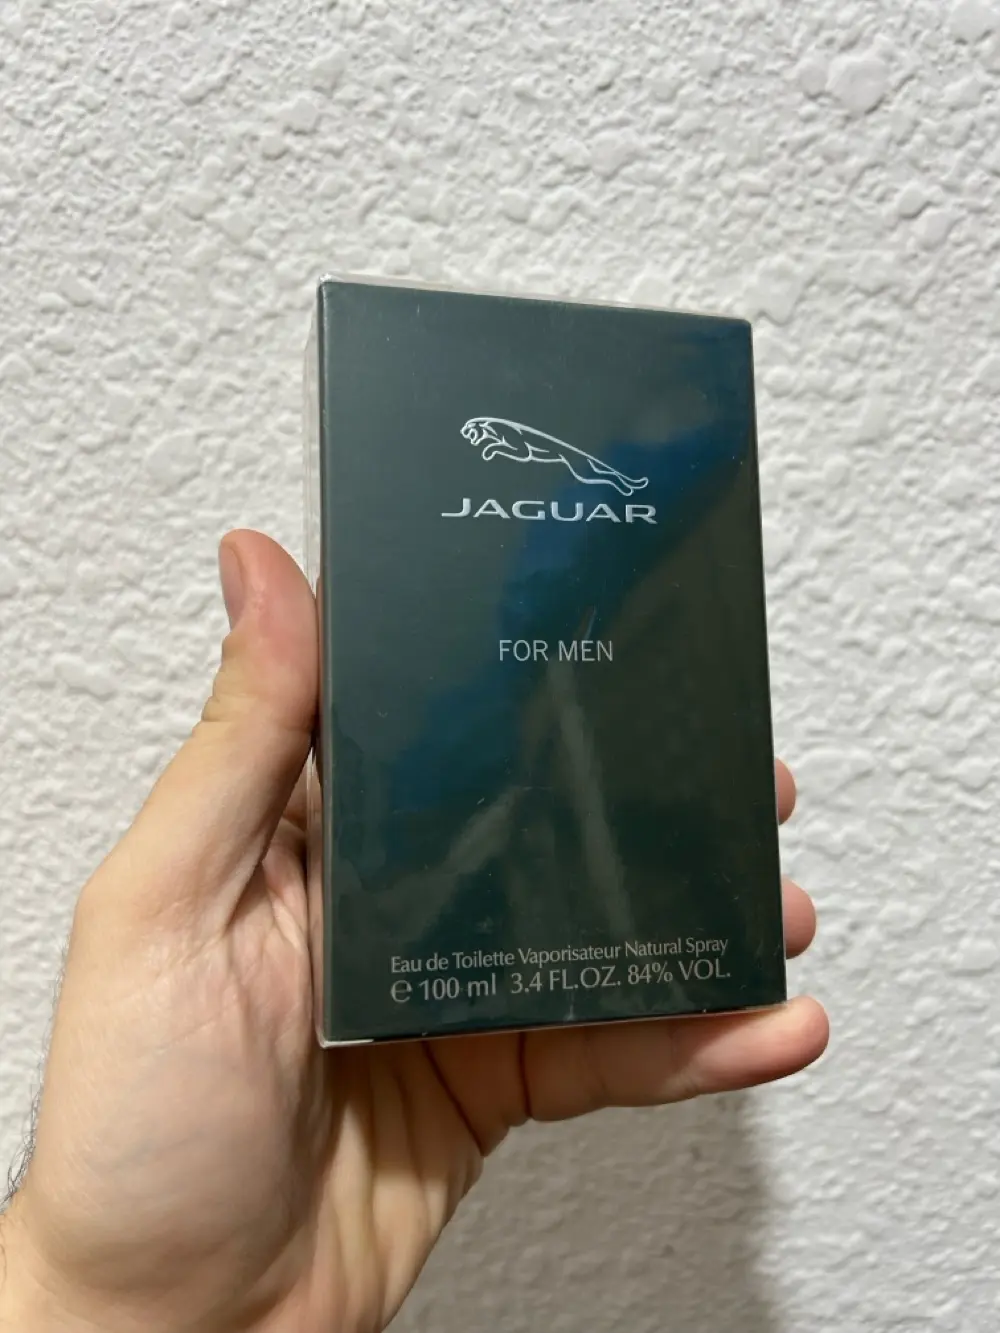 JAGUAR
FOR MEN
Eau de Toilette Vaporisateur Natural Spray
℮ 100 ml 3.4 FL.OZ. 84% VOL.